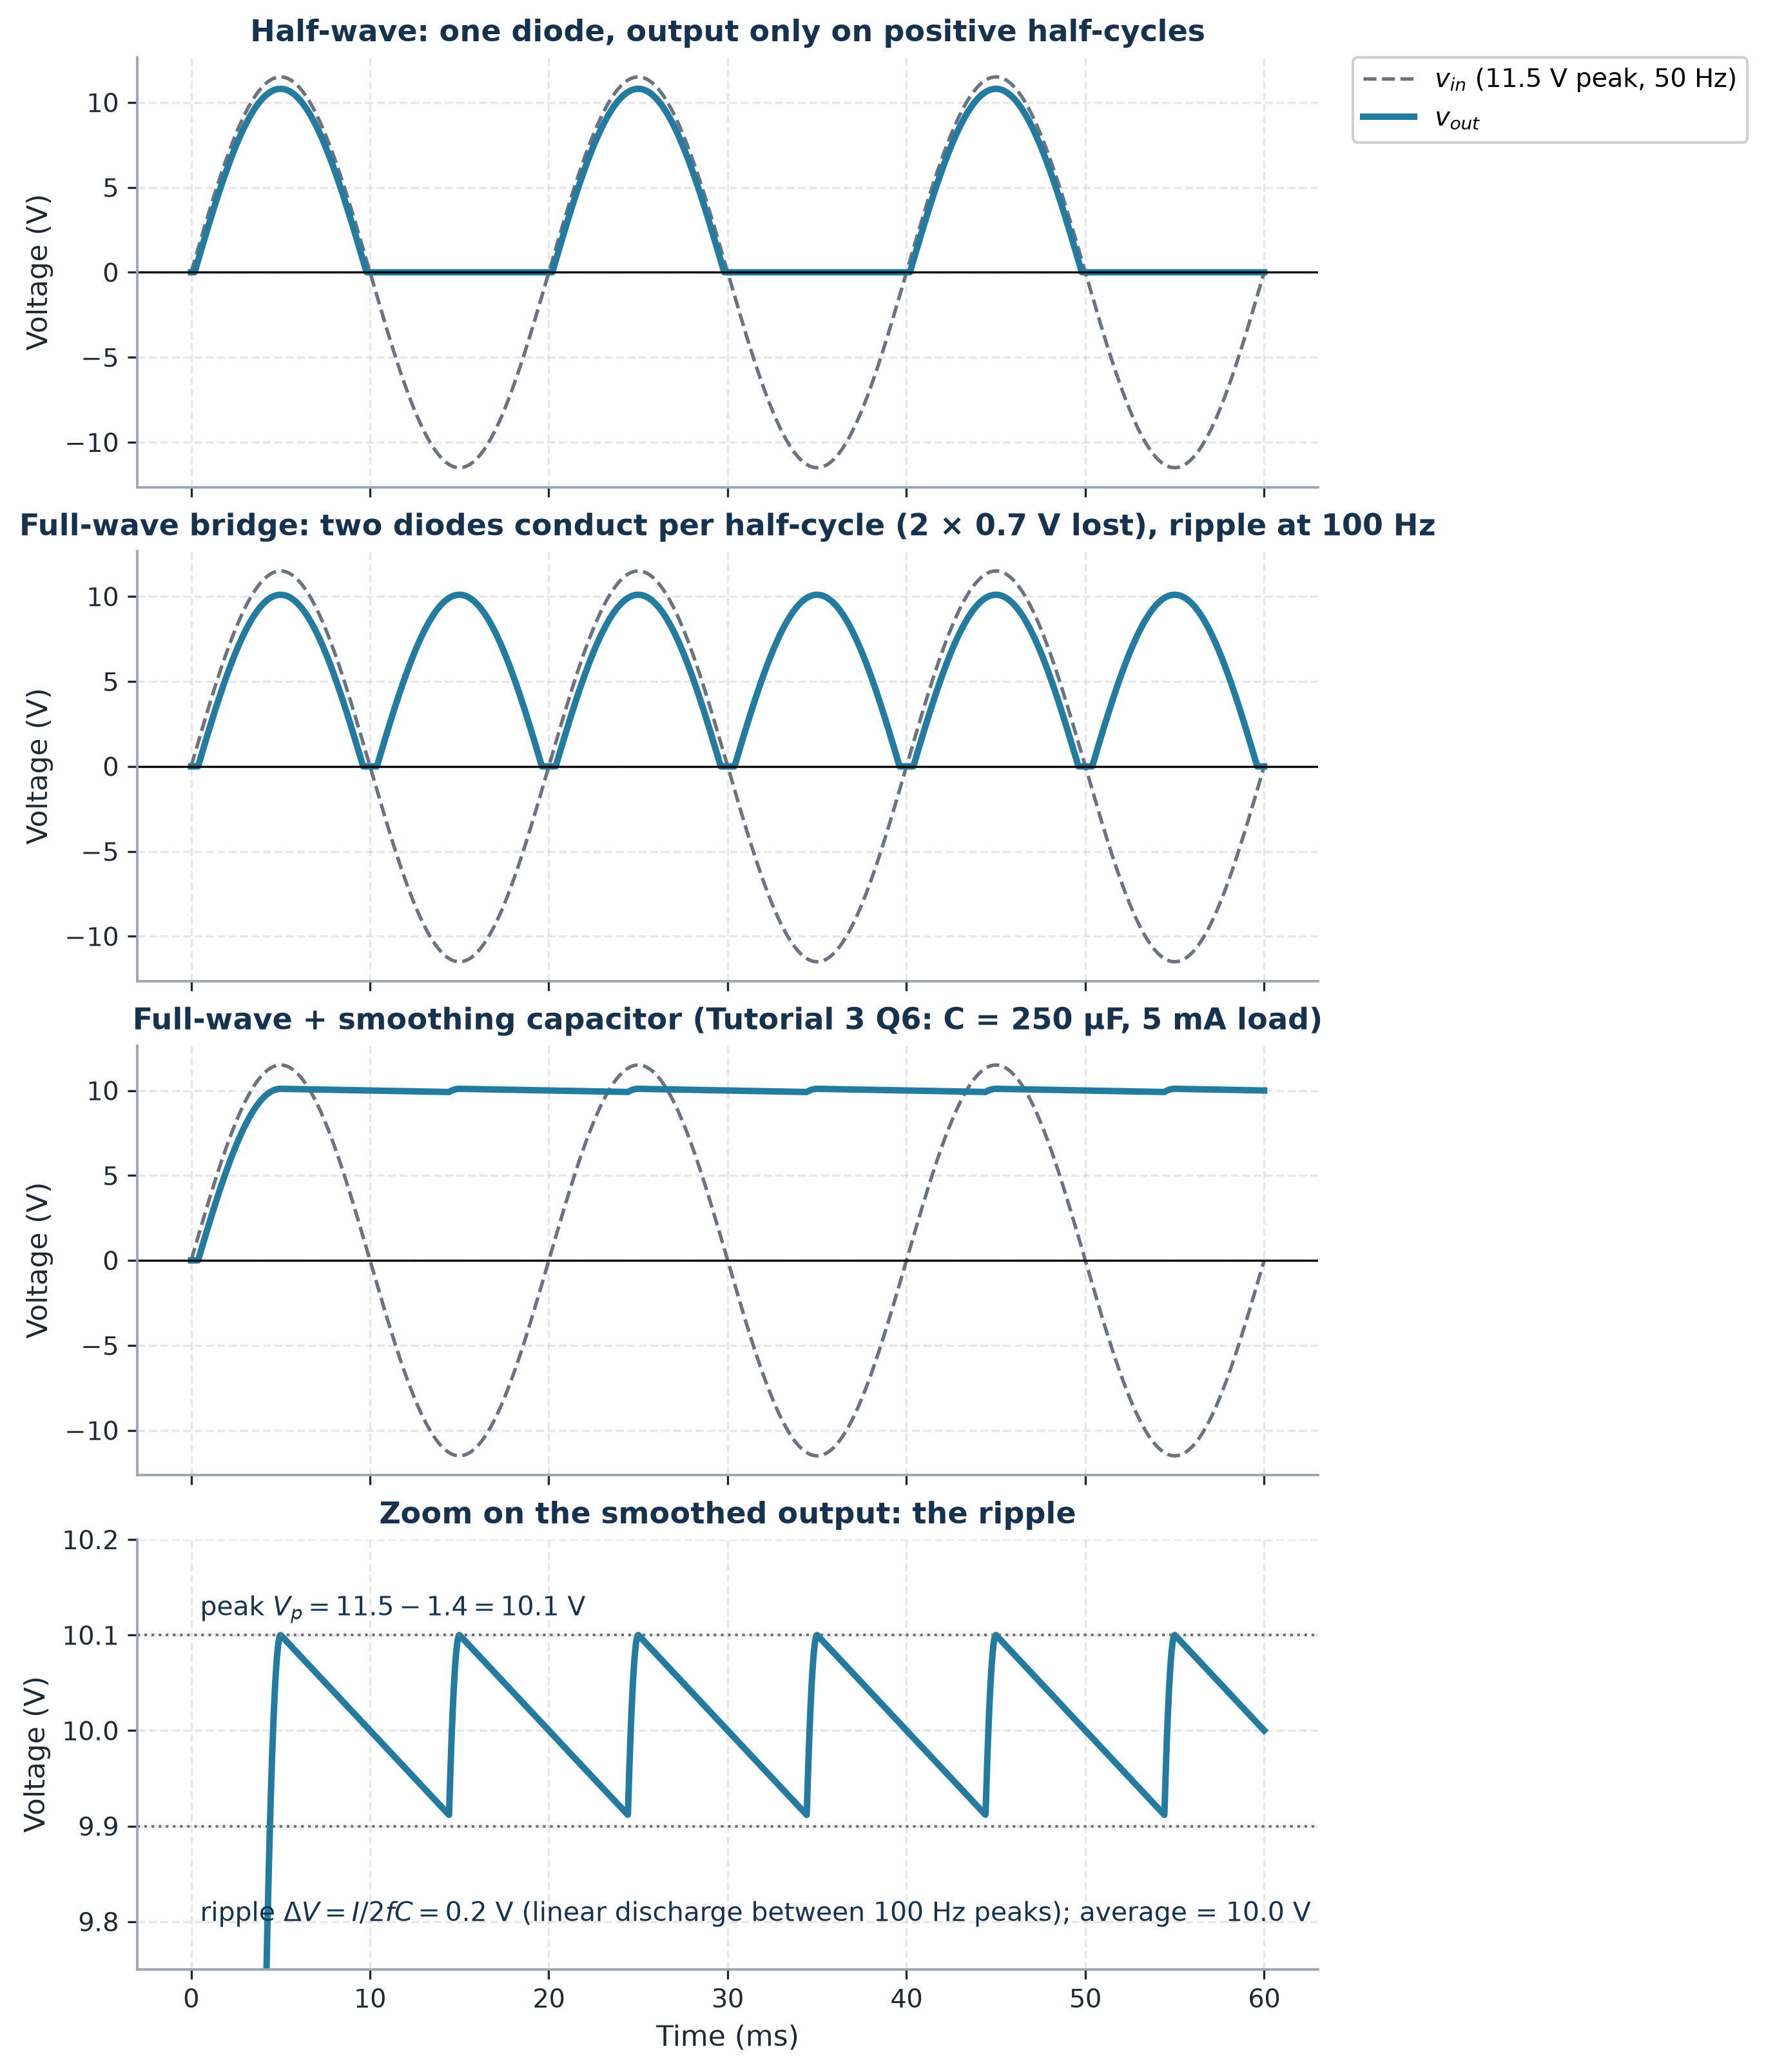 Half-wave: one diode, output only on positive half-cycles
v_in (11.5 V peak, 50 Hz)
v_out
10
5
0
−5
−10
Voltage (V)
Full-wave bridge: two diodes conduct per half-cycle (2 × 0.7 V lost), ripple at 100 Hz
10
5
0
−5
−10
Voltage (V)
Full-wave + smoothing capacitor (Tutorial 3 Q6: C = 250 µF, 5 mA load)
10
5
0
−5
−10
Voltage (V)
Zoom on the smoothed output: the ripple
10.2
peak V_p = 11.5 − 1.4 = 10.1 V
10.1
10.0
9.9
ripple ΔV = I/2fC = 0.2 V (linear discharge between 100 Hz peaks); average = 10.0 V
9.8
Voltage (V)
0 10 20 30 40 50 60
Time (ms)